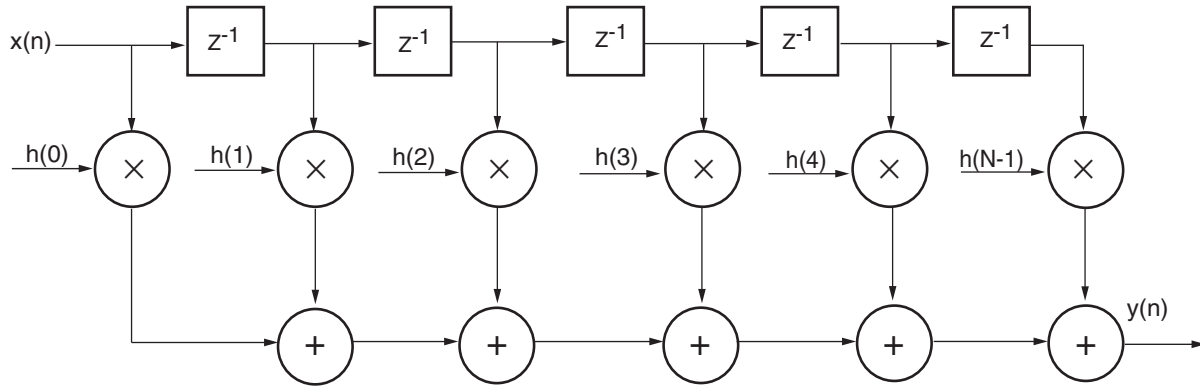 x(n)
Z-1
Z-1
Z-1
Z-1
Z-1
h(0)
h(1)
h(2)
h(3)
h(4)
h(N-1)
×
×
×
×
×
×
y(n)
+
+
+
+
+